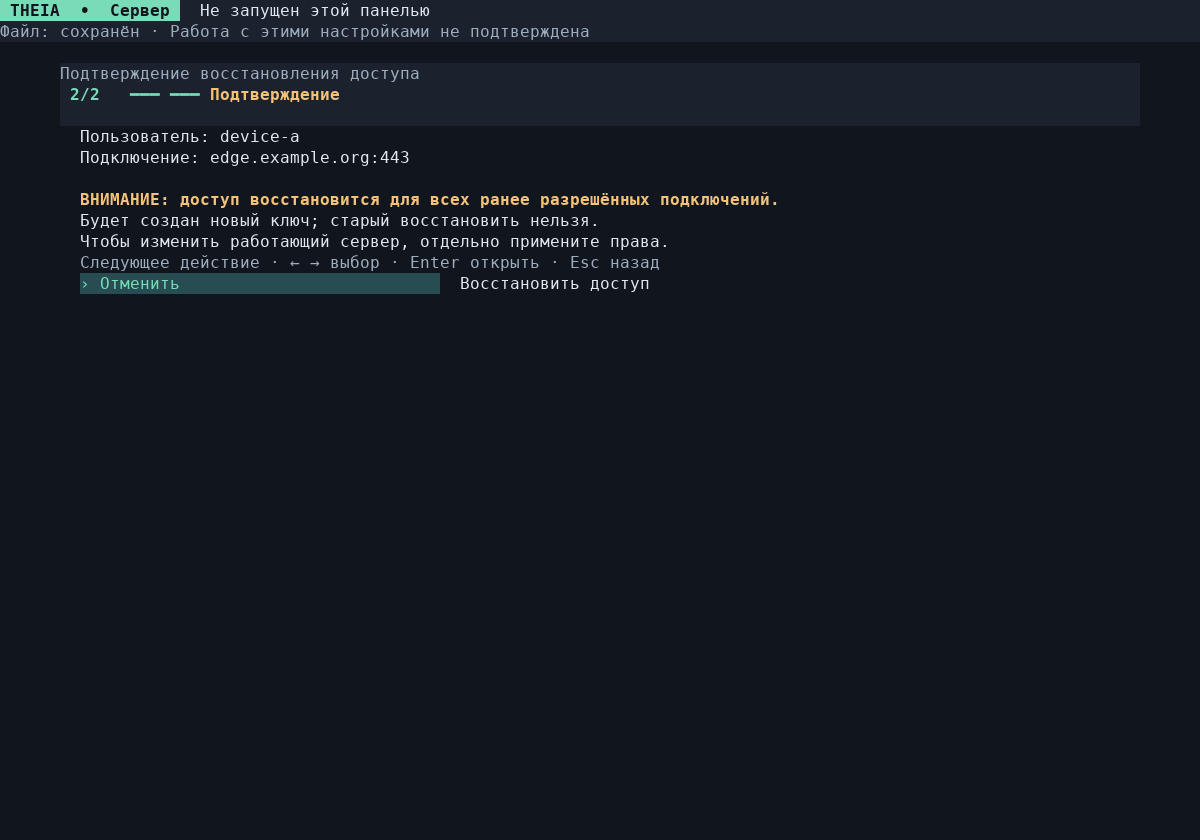 THEIA • Сервер Не запущен этой панелью
Файл: сохранён · Работа с этими настройками не подтверждена
Подтверждение восстановления доступа
2/2 ━━━ ━━━ Подтверждение
Пользователь: device-a
Подключение: edge.example.org:443
ВНИМАНИЕ: доступ восстановится для всех ранее разрешённых подключений.
Будет создан новый ключ; старый восстановить нельзя.
Чтобы изменить работающий сервер, отдельно примените права.
Следующее действие · ← → выбор · Enter открыть · Esc назад
› Отменить Восстановить доступ